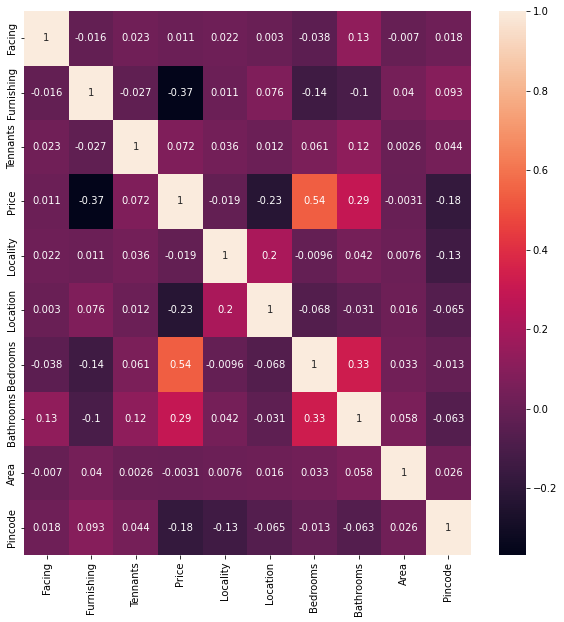 Facing 1 -0.016 0.023 0.011 0.022 0.003 -0.038 0.13 -0.007 0.018
Furnishing -0.016 1 -0.027 -0.37 0.011 0.076 -0.14 -0.1 0.04 0.093
Tennants 0.023 -0.027 1 0.072 0.036 0.012 0.061 0.12 0.0026 0.044
Price 0.011 -0.37 0.072 1 -0.019 -0.23 0.54 0.29 -0.0031 -0.18
Locality 0.022 0.011 0.036 -0.019 1 0.2 -0.0096 0.042 0.0076 -0.13
Location 0.003 0.076 0.012 -0.23 0.2 1 -0.068 -0.031 0.016 -0.065
Bedrooms -0.038 -0.14 0.061 0.54 -0.0096 -0.068 1 0.33 0.033 -0.013
Bathrooms 0.13 -0.1 0.12 0.29 0.042 -0.031 0.33 1 0.058 -0.063
Area -0.007 0.04 0.0026 -0.0031 0.0076 0.016 0.033 0.058 1 0.026
Pincode 0.018 0.093 0.044 -0.18 -0.13 -0.065 -0.013 -0.063 0.026 1
Facing Furnishing Tennants Price Locality Location Bedrooms Bathrooms Area Pincode
1.0
0.8
0.6
0.4
0.2
0.0
−0.2